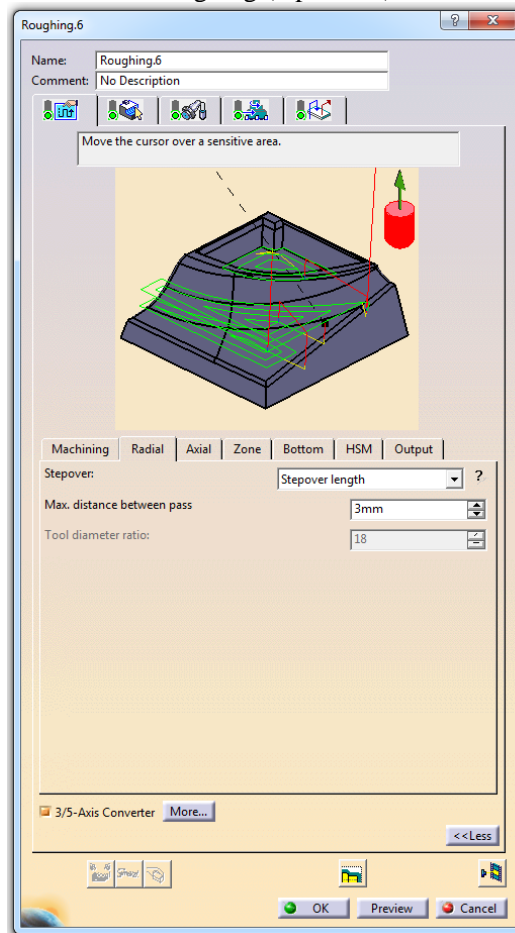 Roughing.6
Name: Roughing.6
Comment: No Description
Move the cursor over a sensitive area.
Machining Radial Axial Zone Bottom HSM Output
Stepover: Stepover length ?
Max. distance between pass 3mm
Tool diameter ratio: 18
3/5-Axis Converter More...
<<Less
OK Preview Cancel